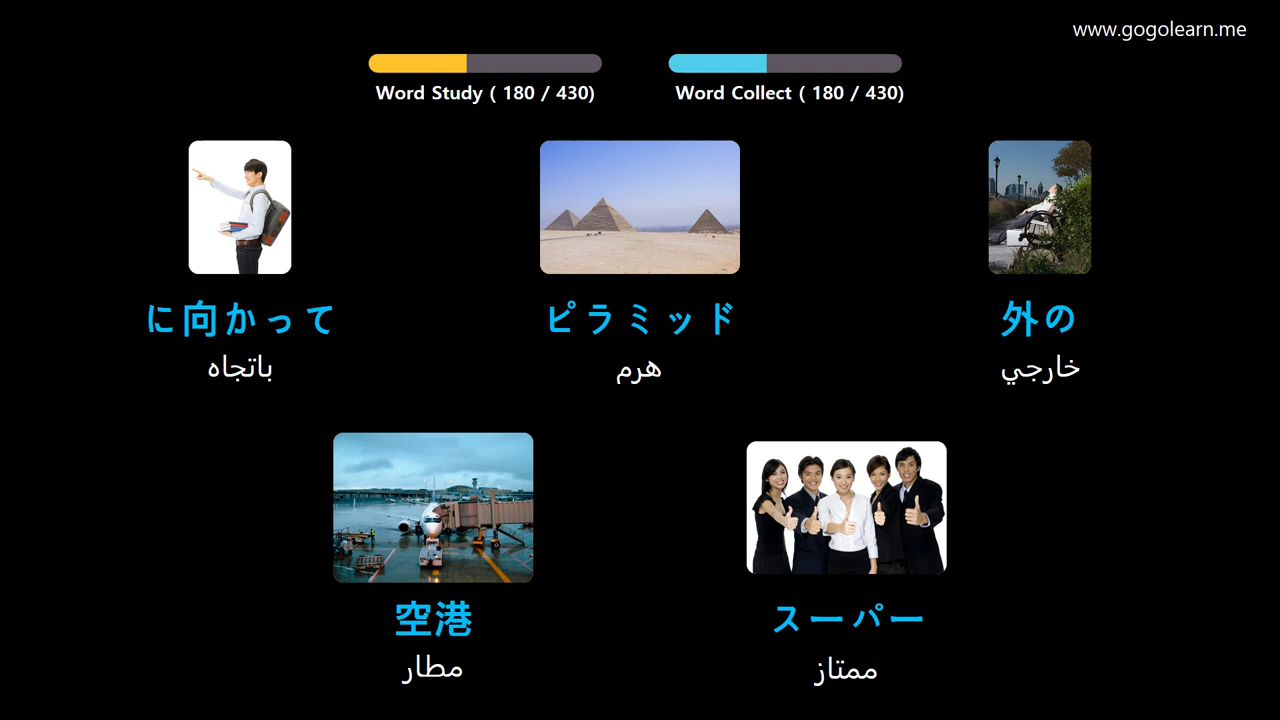 www.gogolearn.me
Word Study ( 180 / 430)
Word Collect ( 180 / 430)
に向かって
باتجاه
ピラミッド
هرم
外の
خارجي
空港
مطار
スーパー
ممتاز